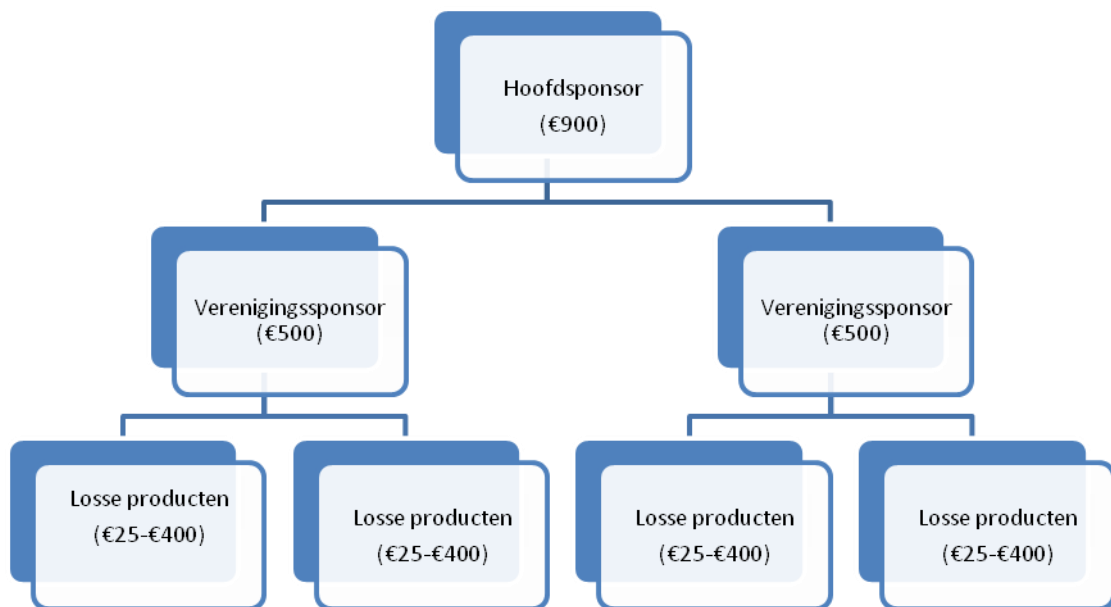 Hoofdsponsor
(€900)
Verenigingssponsor
(€500)
Verenigingssponsor
(€500)
Losse producten
(€25-€400)
Losse producten
(€25-€400)
Losse producten
(€25-€400)
Losse producten
(€25-€400)